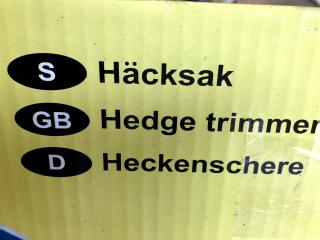 S Häcksak
GB Hedge trimmer
D Heckenschere